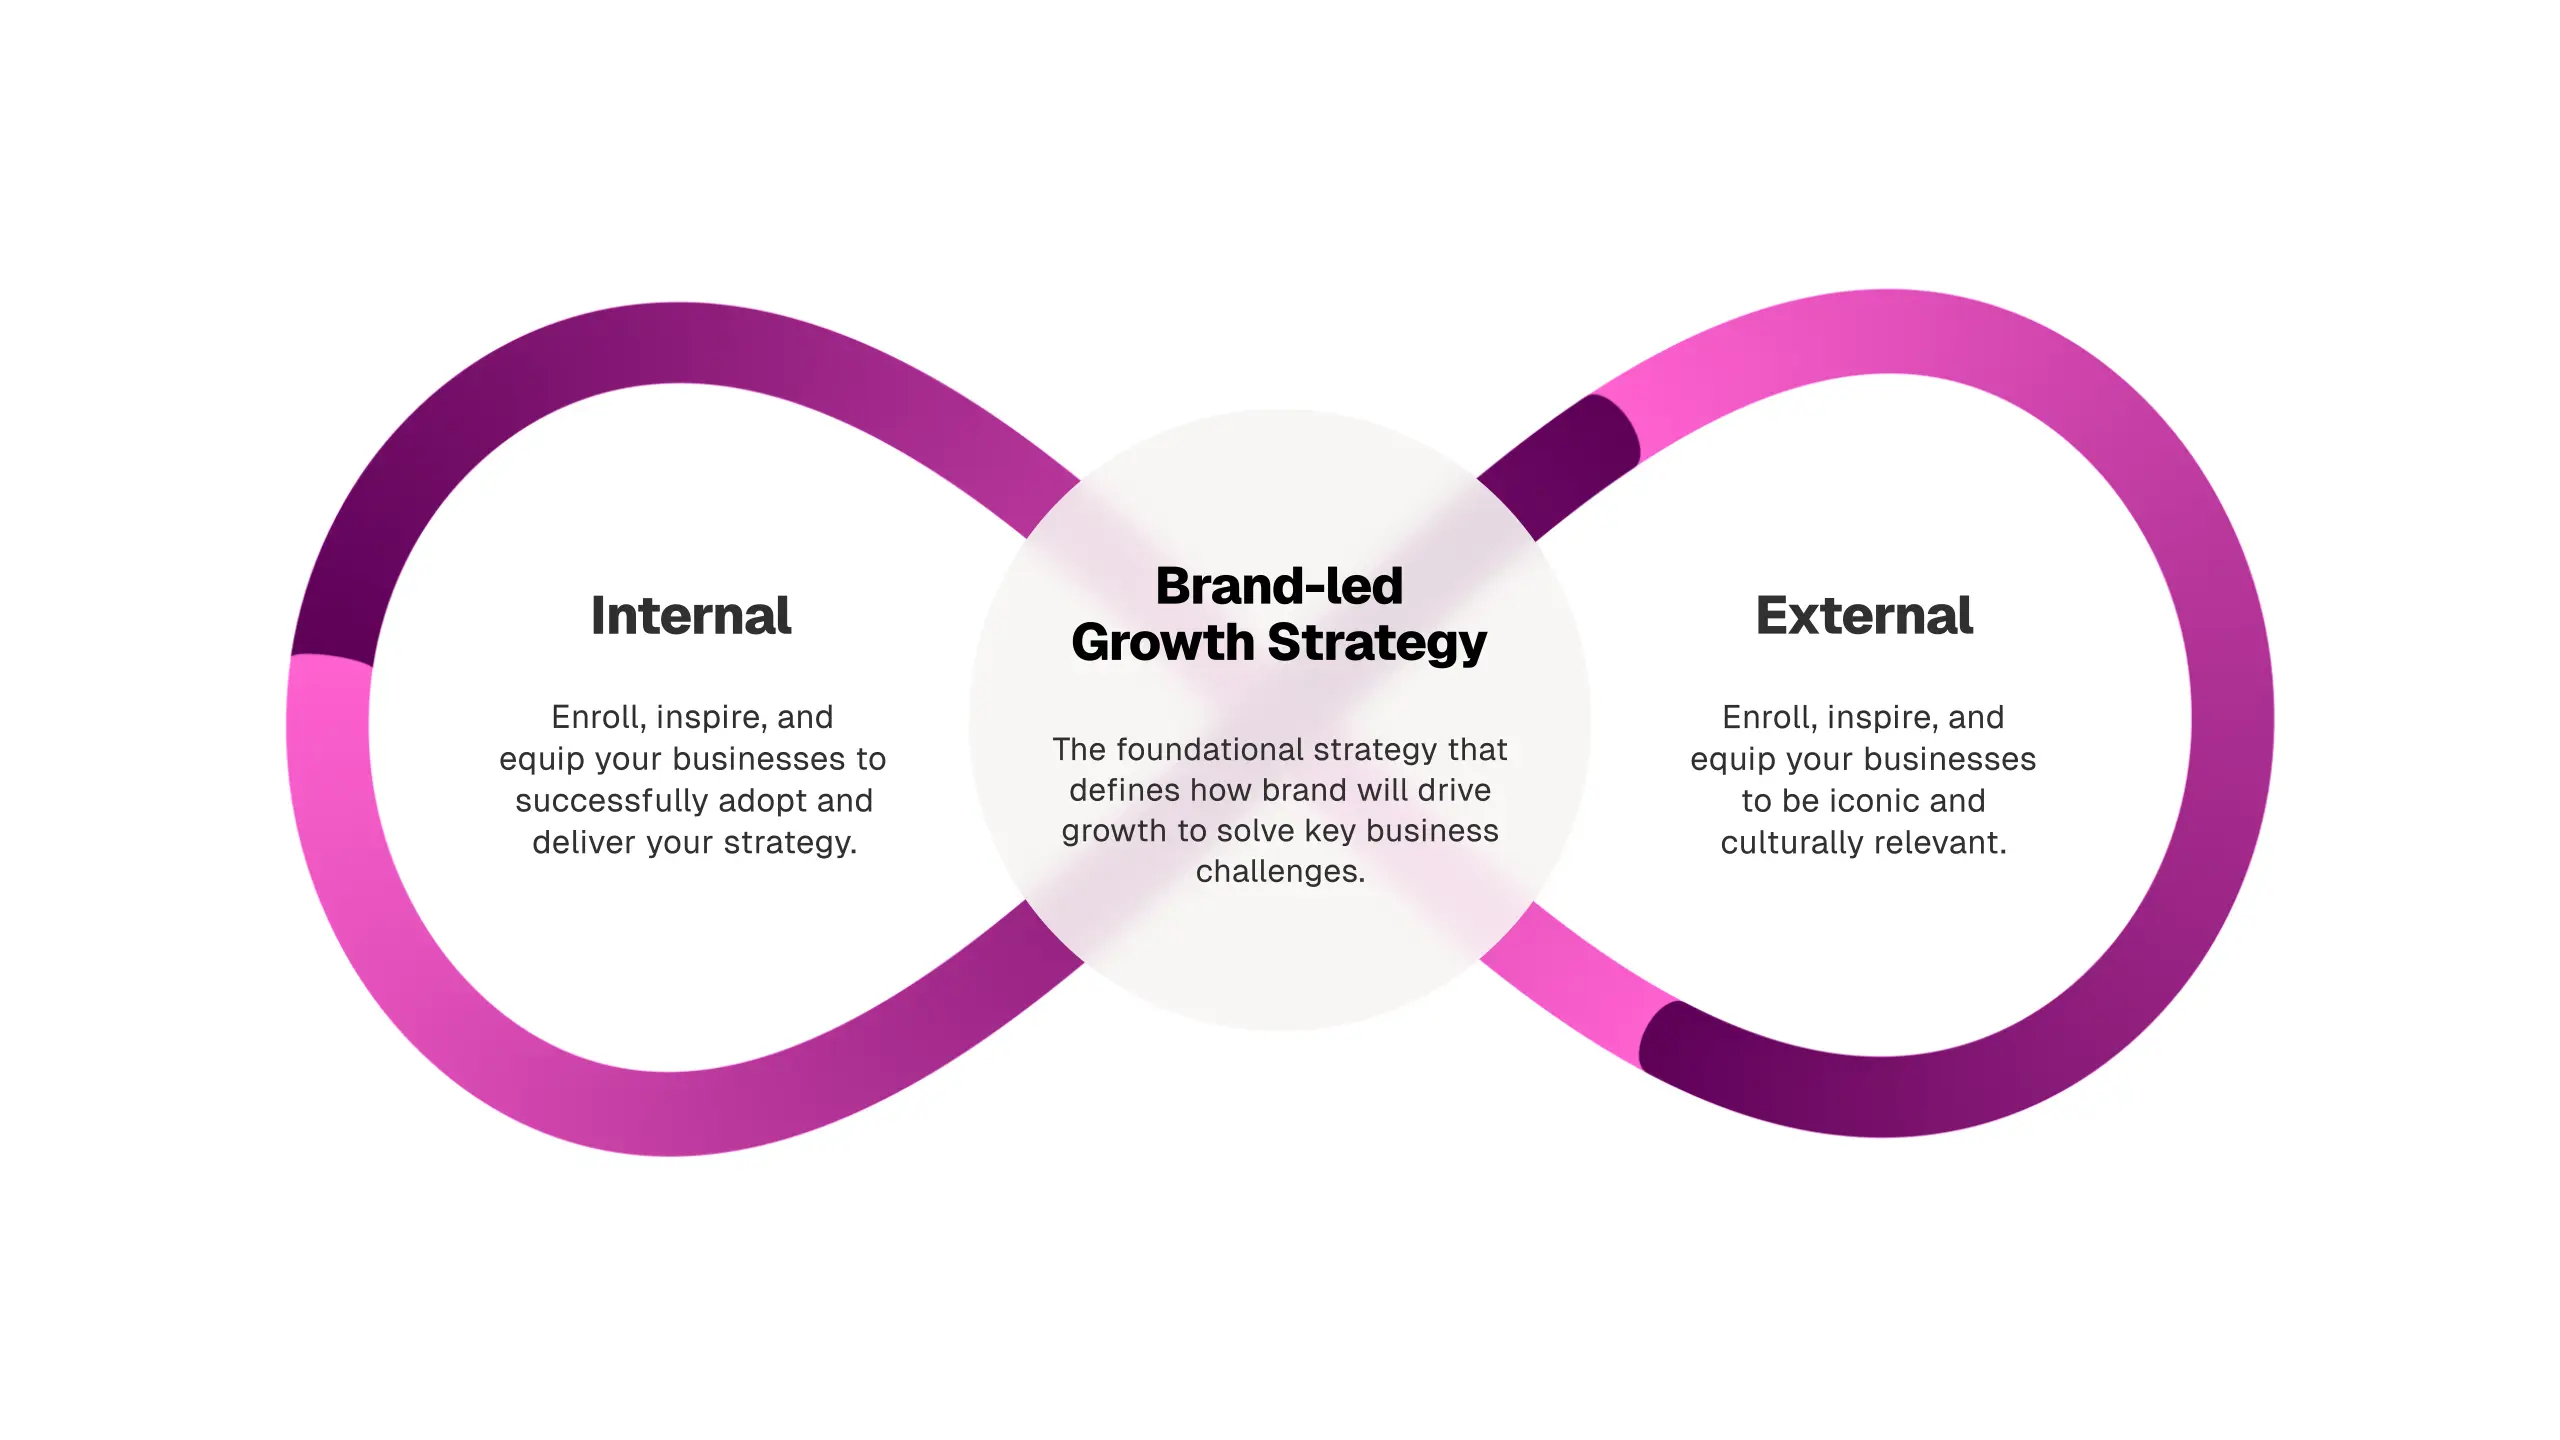 Internal
Enroll, inspire, and
equip your businesses to
successfully adopt and
deliver your strategy.
Brand-led
Growth Strategy
The foundational strategy that
defines how brand will drive
growth to solve key business
challenges.
External
Enroll, inspire, and
equip your businesses
to be iconic and
culturally relevant.